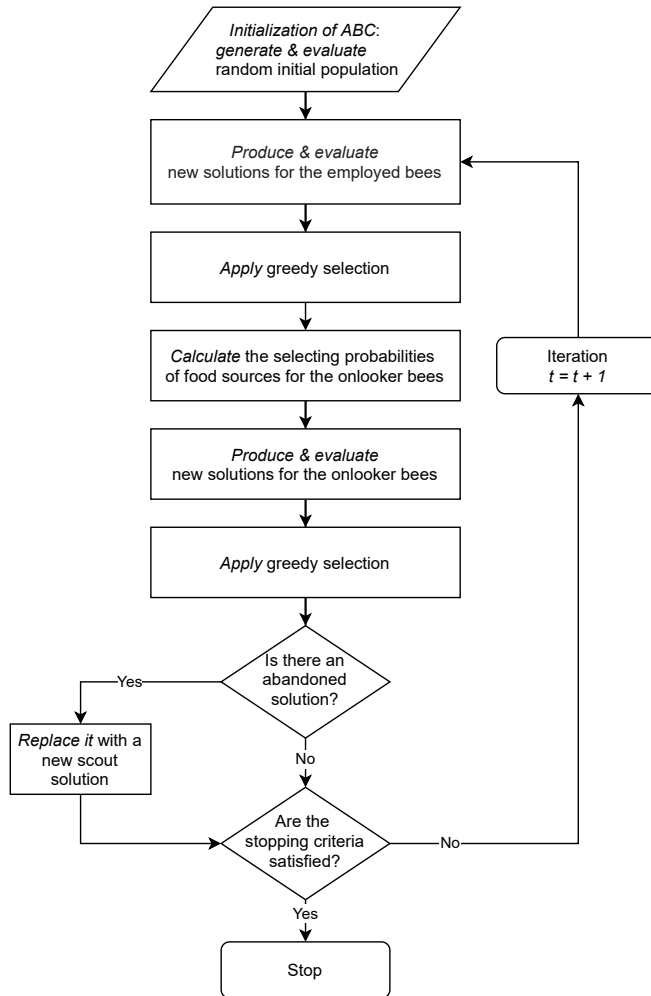 Initialization of ABC:
generate & evaluate
random initial population
Produce & evaluate
new solutions for the employed bees
Apply greedy selection
Calculate the selecting probabilities
of food sources for the onlooker bees
Iteration
t = t + 1
Produce & evaluate
new solutions for the onlooker bees
Apply greedy selection
Is there an
abandoned
solution?
Yes
Replace it with a
new scout
solution
No
Are the
stopping criteria
satisfied?
No
Yes
Stop